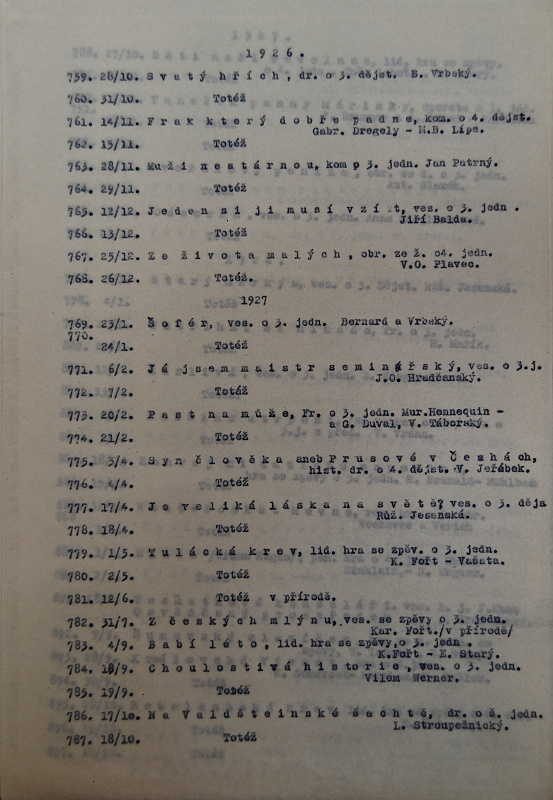 1926.
759. 28/10. Svatý hřích, dr. o 3. dějst. B. Vrbský.
760. 31/10. Totéž
761. 14/11. Frak který dobře padne, kom. o 4. dějst.
Gabr. Dregely - M.B. Lípa.
762. 15/11. Totéž
763. 28/11. Muži nestárnou, kom p 3. jedn. Jan Patrný.
764. 29/11. Totéž
765. 12/12. Jeden si ji musí vzít, ves. o 3. jedn .
Jiří Balda.
766. 13/12. Totéž
767. 25/12. Ze života malých, obr. ze ž. o4. jedn.
V.O. Plavec.
768. 26/12. Totéž.
1927
769. 23/1. Šofér, ves. o 3. jedn. Bernard a Vrbský.
770.
24/1. Totéž
771. 6/2. Já jsem maistr seminářský, ves. o 3.j.
J.O. Hradčanský.
772. 7/2. Totéž
773. 20/2. Past na muže, Fr. o 3. jedn. Mur.Hennequin -
a G. Duval, V. Táborský.
774. 21/2. Totéž
775. 3/4. Syn člověka aneb Prusové v Čechách,
hist. dr. o 4. dějst. V. Jeřábek.
776. 4/4. Totéž
777. 17/4. Je veliká láska na světě? ves. o 3. děja
Růž. Jesenská.
778. 18/4. Totéž
779. 1/5. Tulácká krev, lid. hra se zpěv. o 3. jedn.
K. Fořt - Vašata.
780. 2/5. Totéž
781. 12/6. Totéž v přírodě.
782. 31/7. Z českých mlýnu, ves. se zpěvy o 3. jedn.
Kar. Fořt./v přírodě/
783. 4/9. Babí léto, lid. hra se zpěvy,o 3. jedn .
K.Fořt - E. Starý.
784. 18/9. Choulostivá historie, ves. o 3. jedn.
Vilem Werner.
785. 19/9. Totéž
786. 17/10. Na Valdšteinské šachtě, dr. o š. jedn.
L. Stroupežnický.
787. 18/10. Totéž